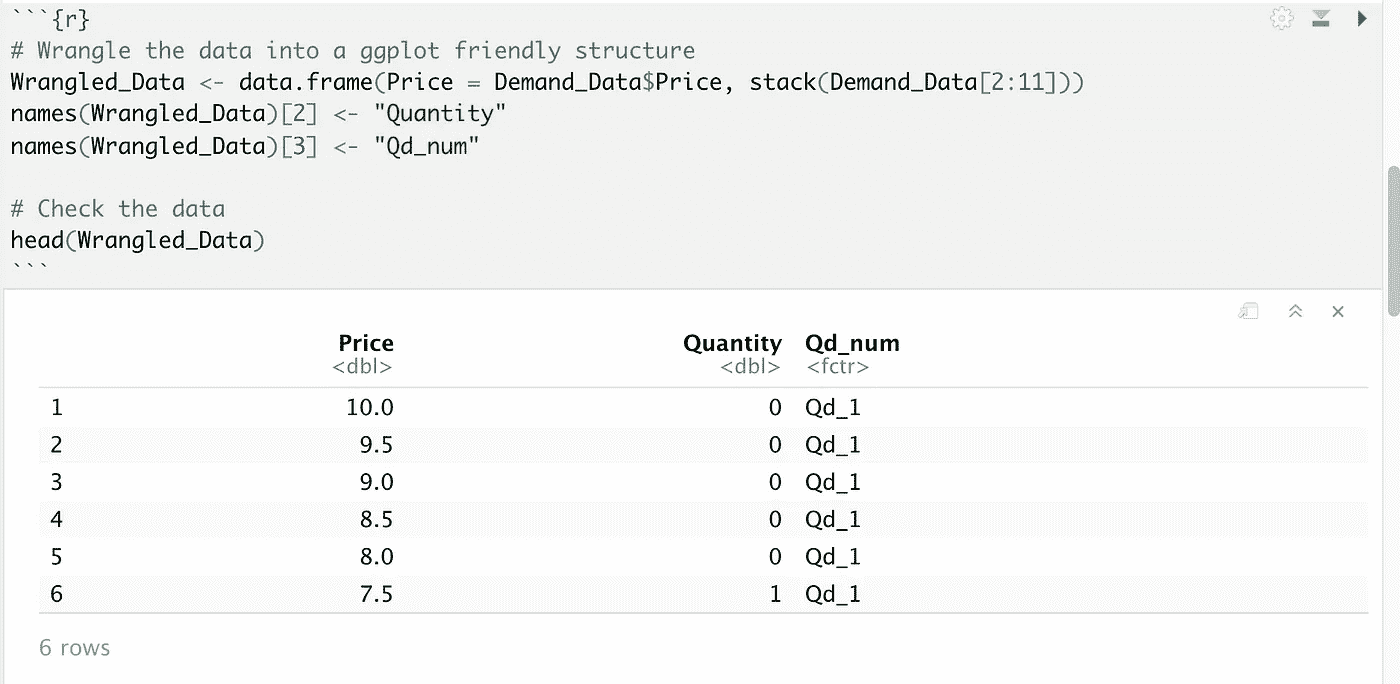 ```{r}
# Wrangle the data into a ggplot friendly structure
Wrangled_Data <- data.frame(Price = Demand_Data$Price, stack(Demand_Data[2:11]))
names(Wrangled_Data)[2] <- "Quantity"
names(Wrangled_Data)[3] <- "Qd_num"
# Check the data
head(Wrangled_Data)
```
Price Quantity Qd_num
<dbl> <dbl> <fctr>
1 10.0 0 Qd_1
2 9.5 0 Qd_1
3 9.0 0 Qd_1
4 8.5 0 Qd_1
5 8.0 0 Qd_1
6 7.5 1 Qd_1
6 rows